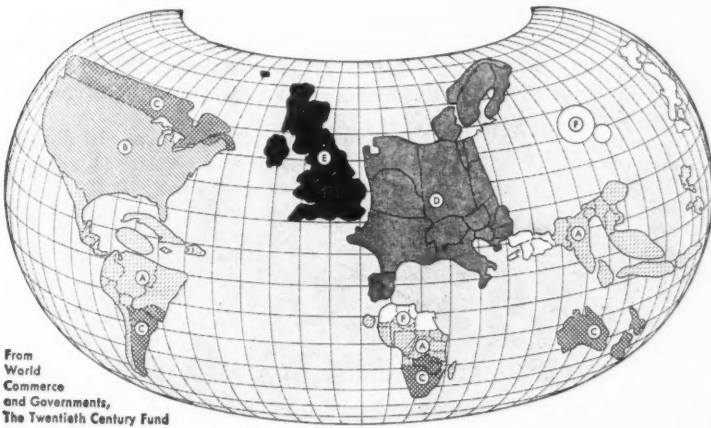 C
B
E
F
D
A
A
C
F
A
C
C
From
World
Commerce
and Governments,
The Twentieth Century Fund